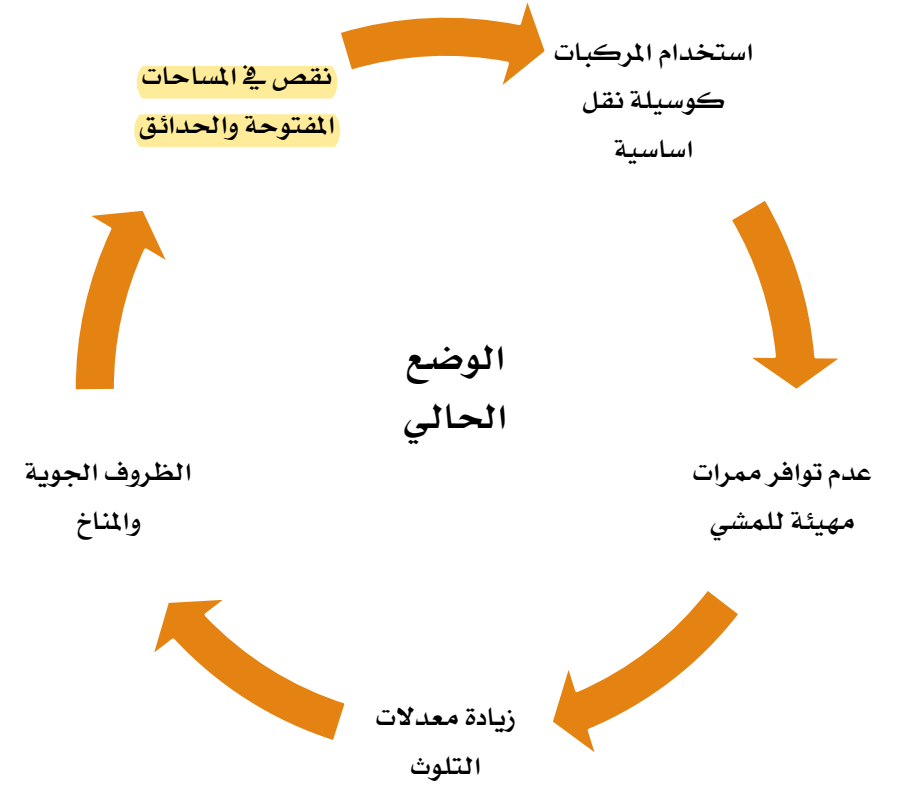 استخدام المركبات
كوسيلة نقل
اساسية
نقص في المساحات
المفتوحة والحدائق
الوضع
الحالي
عدم توافر ممرات
مهيئة للمشي
الظروف الجوية
والمناخ
زيادة معدلات
التلوث